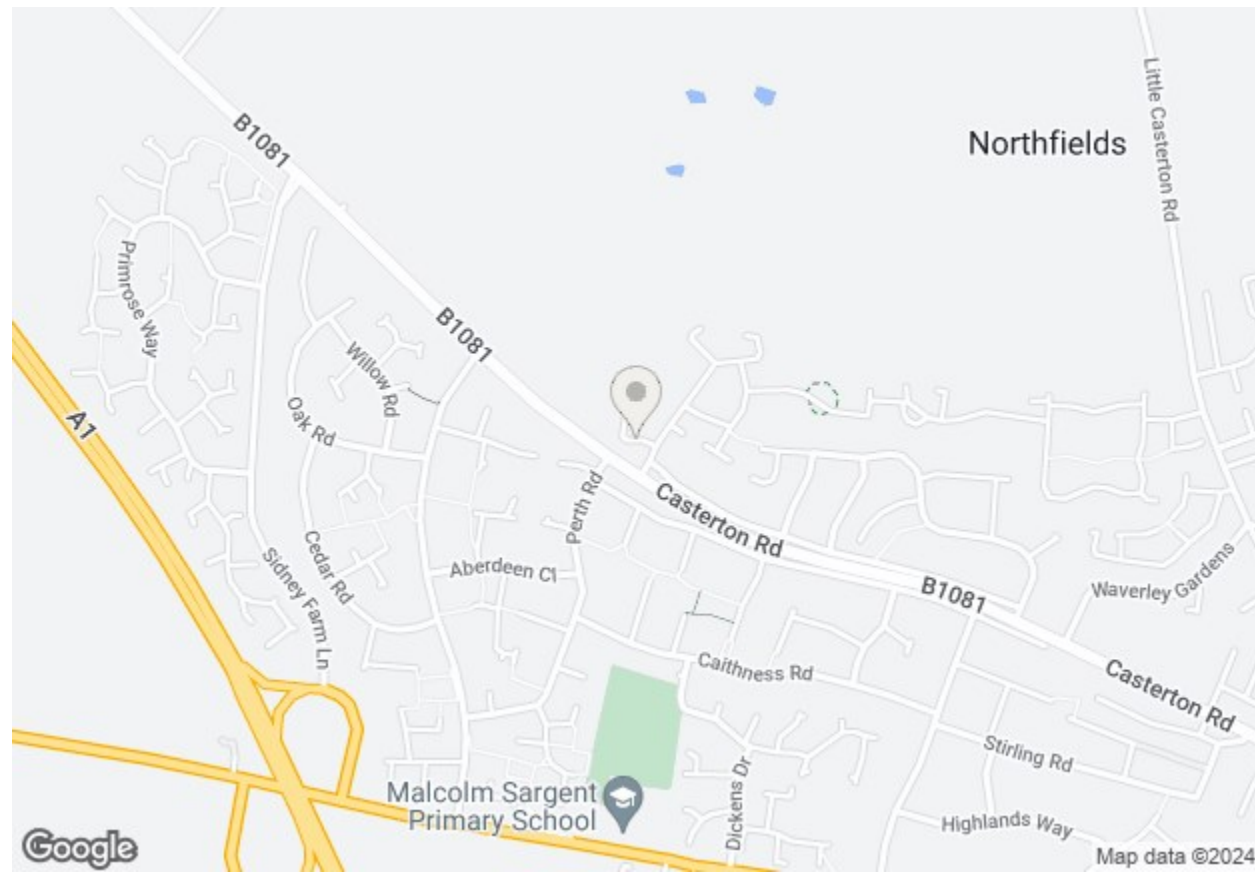 B1081
Northfields
Little Casterton Rd
Primrose Way
B1081
Willow Rd
Oak Rd
A1
Perth Rd
Casterton Rd
Cedar Rd
Sidney Farm Ln
Aberdeen Cl
B1081
Waverley Gardens
Caithness Rd
Casterton Rd
Stirling Rd
Dickens Dr
Malcolm Sargent
Primary School
Highlands Way
Google
Map data ©2024